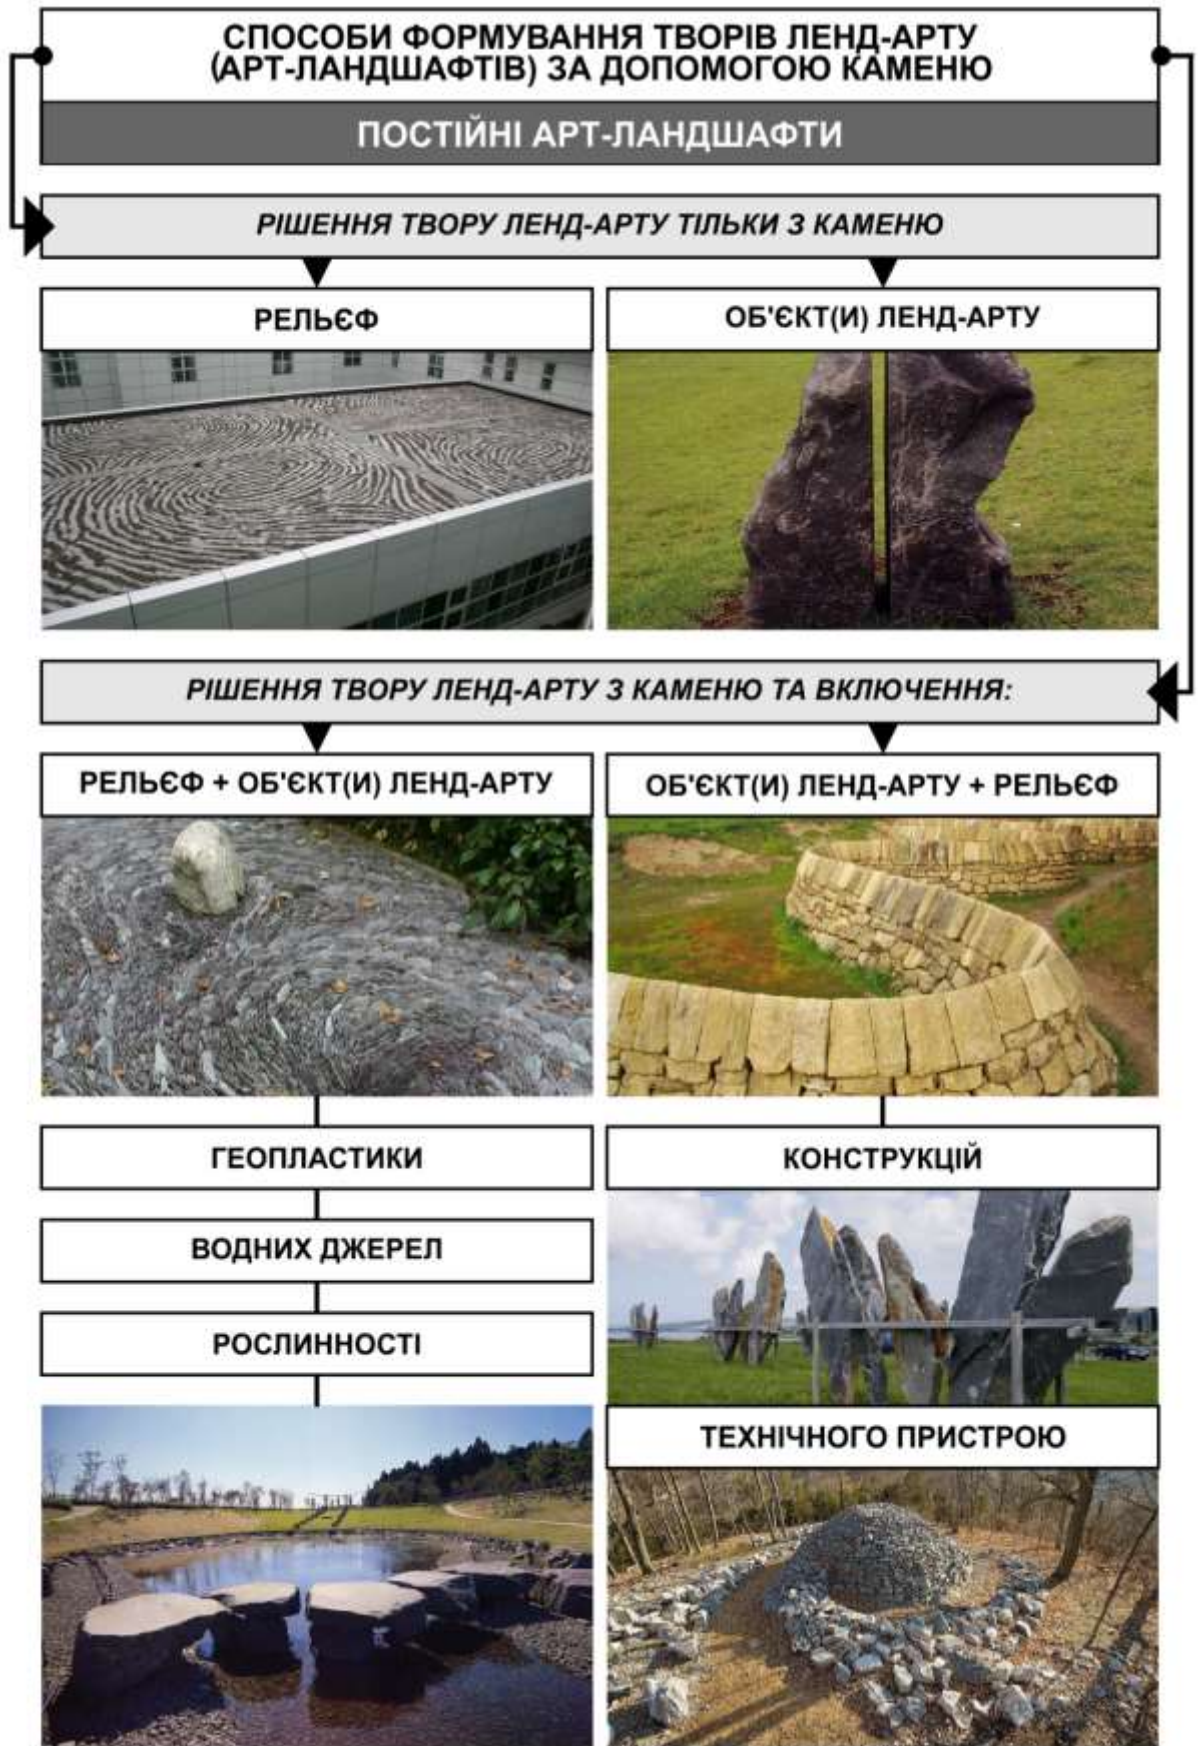 СПОСОБИ ФОРМУВАННЯ ТВОРІВ ЛЕНД-АРТУ
(АРТ-ЛАНДШАФТІВ) ЗА ДОПОМОГОЮ КАМЕНЮ
ПОСТІЙНІ АРТ-ЛАНДШАФТИ
РІШЕННЯ ТВОРУ ЛЕНД-АРТУ ТІЛЬКИ З КАМЕНЮ
РЕЛЬЄФ
ОБ'ЄКТ(И) ЛЕНД-АРТУ
РІШЕННЯ ТВОРУ ЛЕНД-АРТУ З КАМЕНЮ ТА ВКЛЮЧЕННЯ:
РЕЛЬЄФ + ОБ'ЄКТ(И) ЛЕНД-АРТУ
ОБ'ЄКТ(И) ЛЕНД-АРТУ + РЕЛЬЄФ
ГЕОПЛАСТИКИ
КОНСТРУКЦІЙ
ВОДНИХ ДЖЕРЕЛ
РОСЛИННОСТІ
ТЕХНІЧНОГО ПРИСТРОЮ